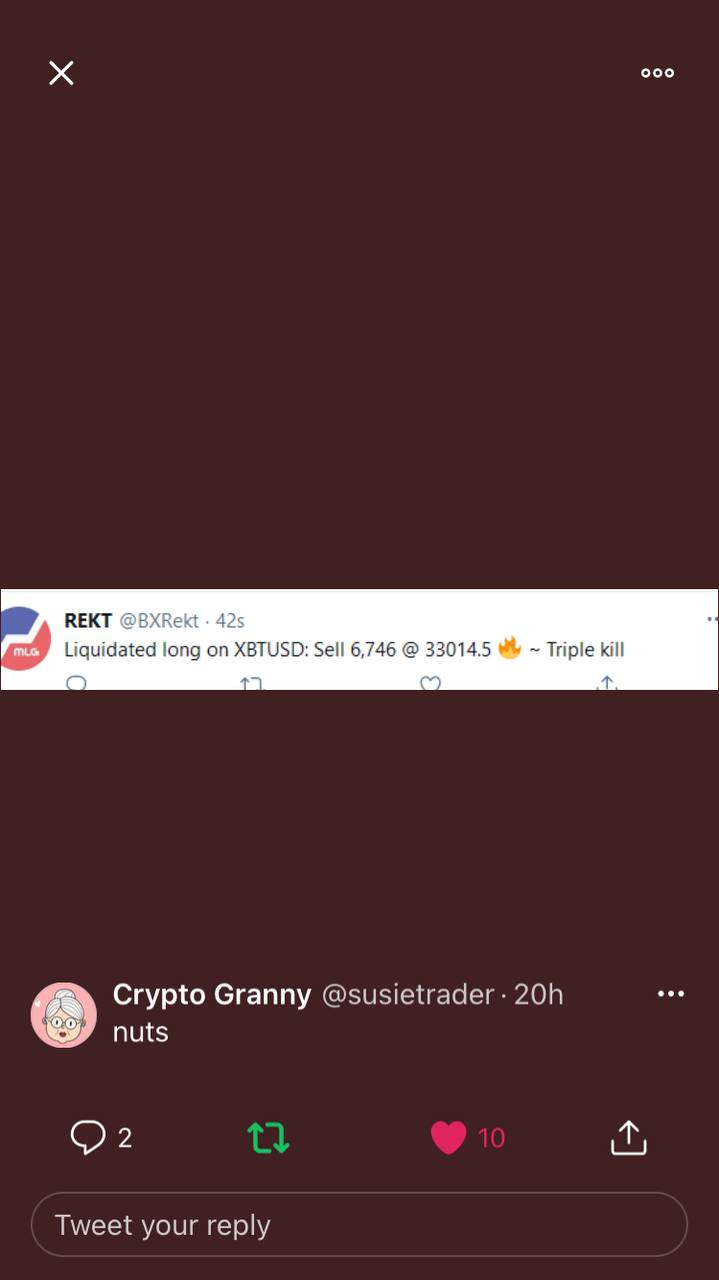 REKT @BXRekt · 42s
MLG
Liquidated long on XBTUSD: Sell 6,746 @ 33014.5 🔥 ~ Triple kill
Crypto Granny @susietrader · 20h
nuts
2
10
Tweet your reply